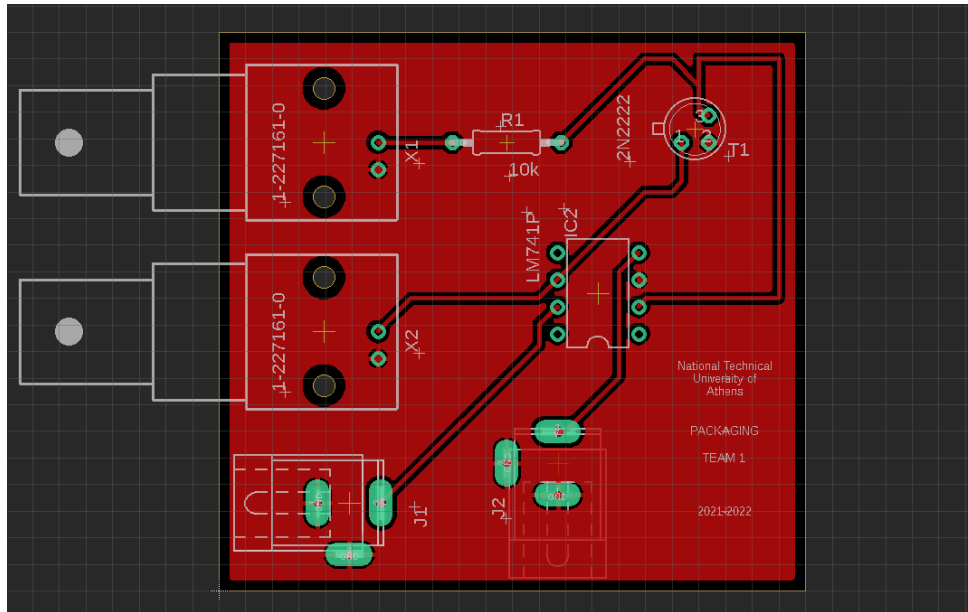 1-227161-0
X1
R1
10k
2N2222
3
1
2
T1
LM741P
IC2
1-227161-0
X2
National Technical
University of
Athens
PACKAGING
TEAM 1
2021-2022
J1
J2